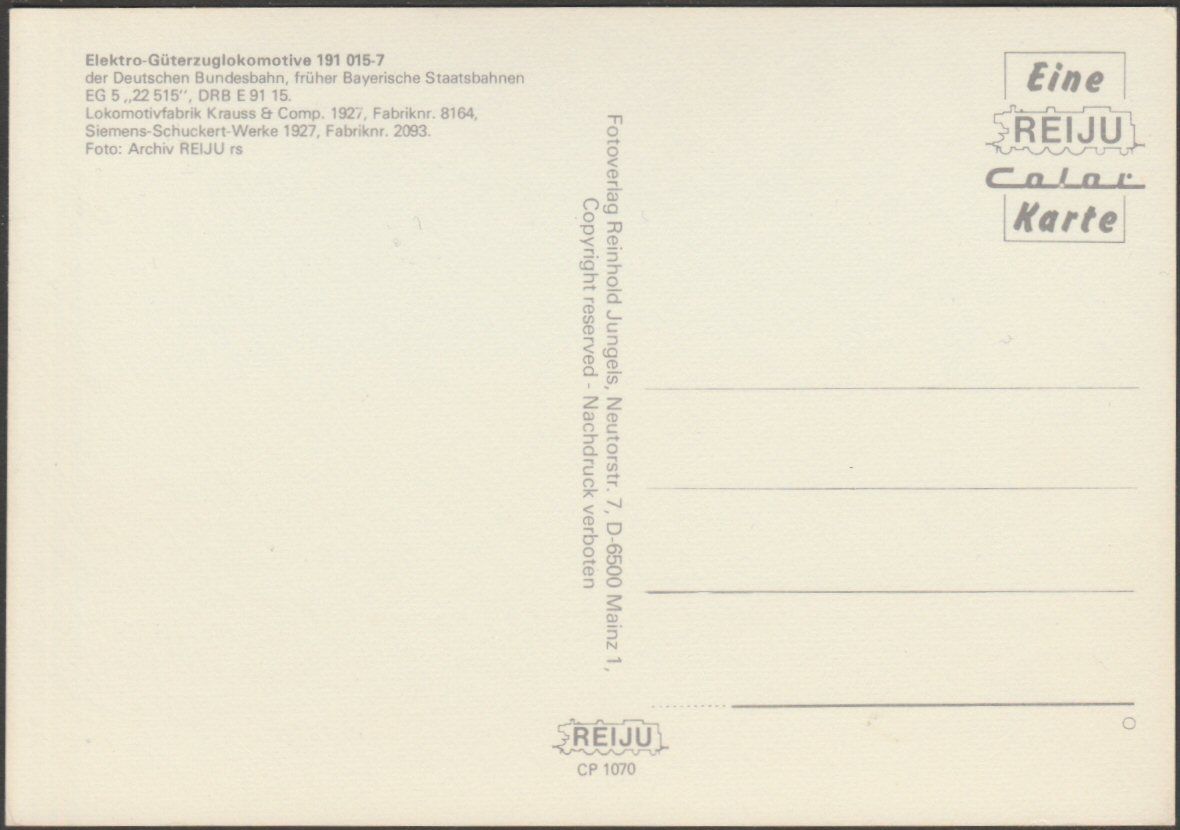 Elektro-Güterzuglokomotive 191 015-7
der Deutschen Bundesbahn, früher Bayerische Staatsbahnen
EG 5 „22 515“, DRB E 91 15.
Lokomotivfabrik Krauss & Comp. 1927, Fabriknr. 8164,
Siemens-Schuckert-Werke 1927, Fabriknr. 2093.
Foto: Archiv REIJU rs
Fotoverlag Reinhold Jungels, Neutorstr. 7, D-6500 Mainz 1,
Copyright reserved - Nachdruck verboten
Eine
REIJU
Color
Karte
REIJU
CP 1070